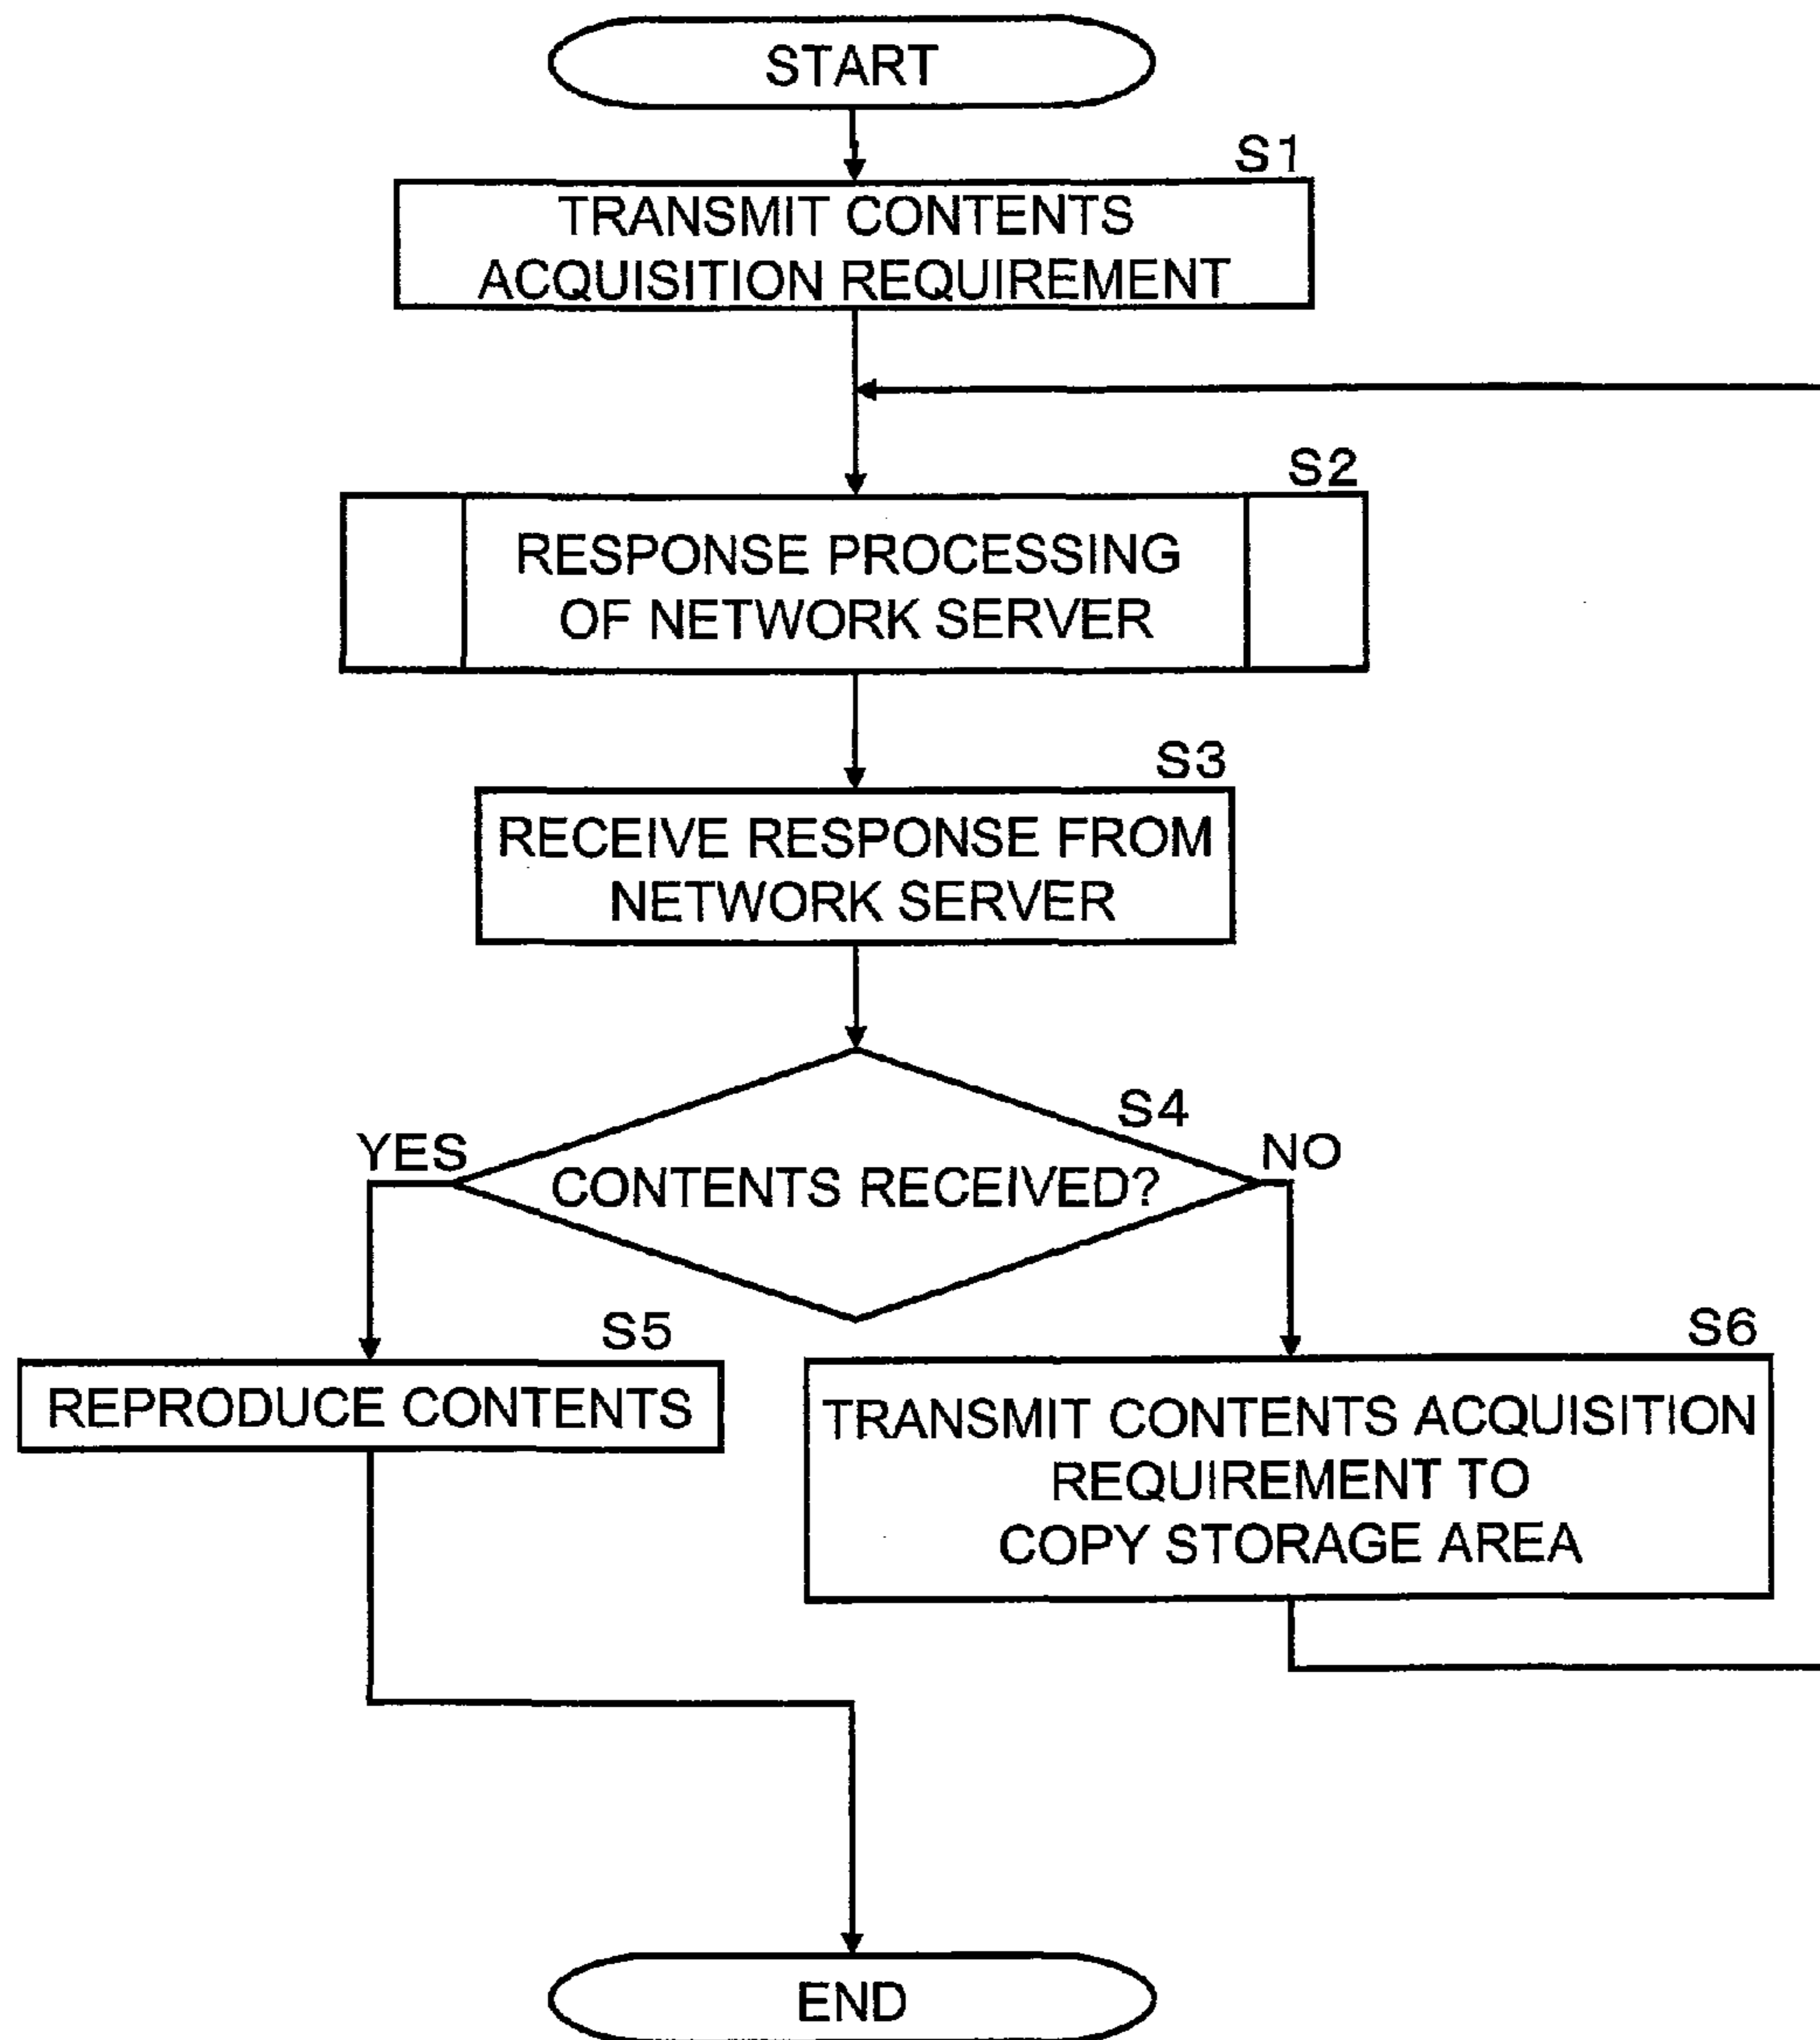 START
S1
TRANSMIT CONTENTS
ACQUISITION REQUIREMENT
S2
RESPONSE PROCESSING
OF NETWORK SERVER
S3
RECEIVE RESPONSE FROM
NETWORK SERVER
S4
YES
NO
CONTENTS RECEIVED?
S5
REPRODUCE CONTENTS
S6
TRANSMIT CONTENTS ACQUISITION
REQUIREMENT TO
COPY STORAGE AREA
END